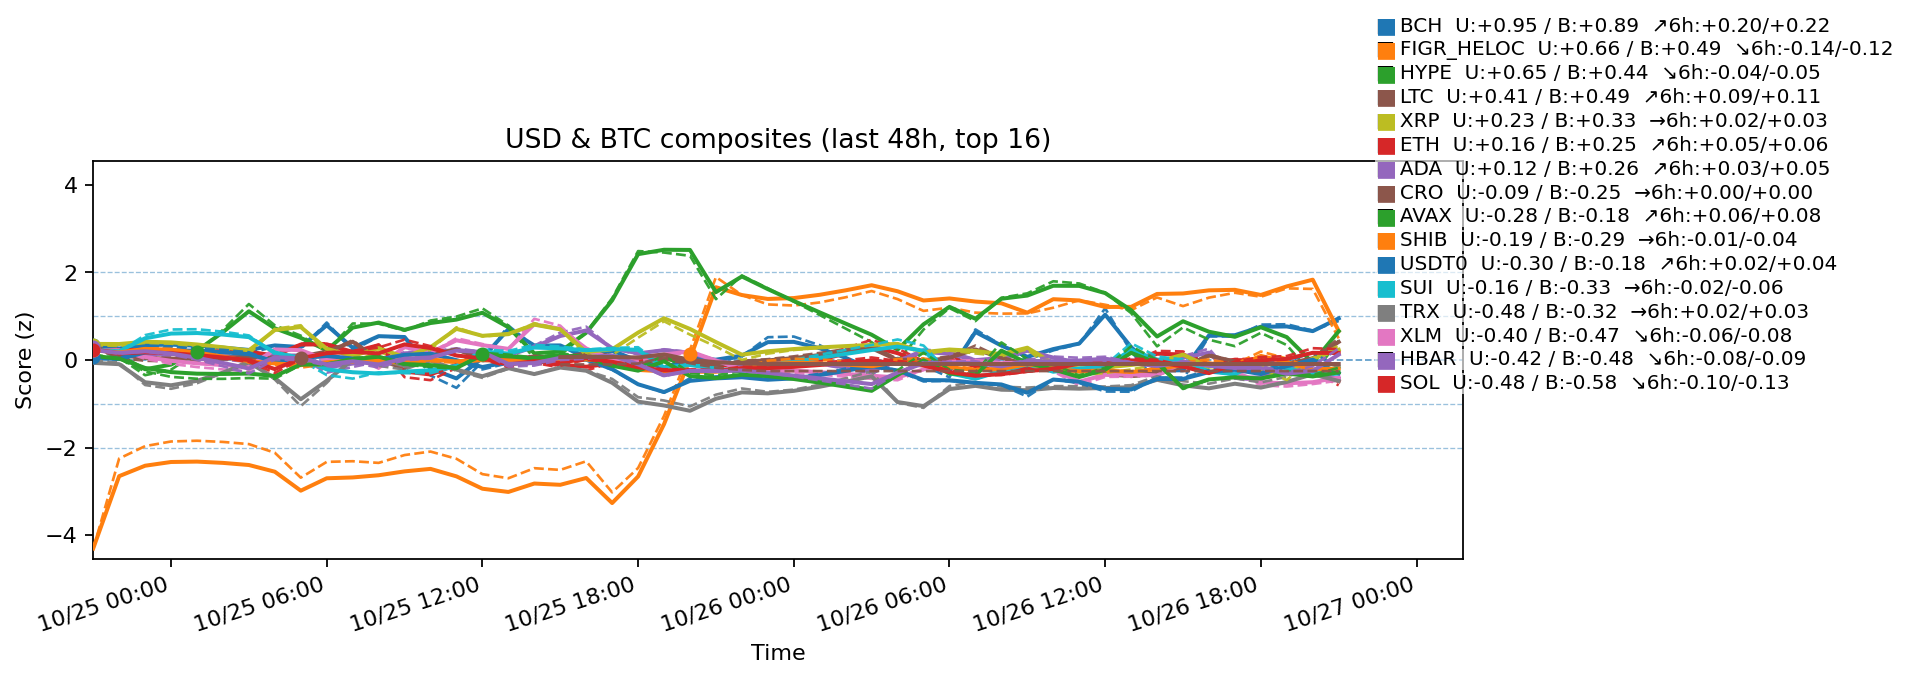 BCH U:+0.95 / B:+0.89 ↗6h:+0.20/+0.22
FIGR_HELOC U:+0.66 / B:+0.49 ↘6h:-0.14/-0.12
HYPE U:+0.65 / B:+0.44 ↘6h:-0.04/-0.05
LTC U:+0.41 / B:+0.49 ↗6h:+0.09/+0.11
XRP U:+0.23 / B:+0.33 →6h:+0.02/+0.03
ETH U:+0.16 / B:+0.25 ↗6h:+0.05/+0.06
ADA U:+0.12 / B:+0.26 ↗6h:+0.03/+0.05
CRO U:-0.09 / B:-0.25 →6h:+0.00/+0.00
AVAX U:-0.28 / B:-0.18 ↗6h:+0.06/+0.08
SHIB U:-0.19 / B:-0.29 →6h:-0.01/-0.04
USDT0 U:-0.30 / B:-0.18 ↗6h:+0.02/+0.04
SUI U:-0.16 / B:-0.33 →6h:-0.02/-0.06
TRX U:-0.48 / B:-0.32 →6h:+0.02/+0.03
XLM U:-0.40 / B:-0.47 ↘6h:-0.06/-0.08
HBAR U:-0.42 / B:-0.48 ↘6h:-0.08/-0.09
SOL U:-0.48 / B:-0.58 ↘6h:-0.10/-0.13
USD & BTC composites (last 48h, top 16)
Score (z)
4
2
0
−2
−4
10/25 00:00
10/25 06:00
10/25 12:00
10/25 18:00
10/26 00:00
10/26 06:00
10/26 12:00
10/26 18:00
10/27 00:00
Time